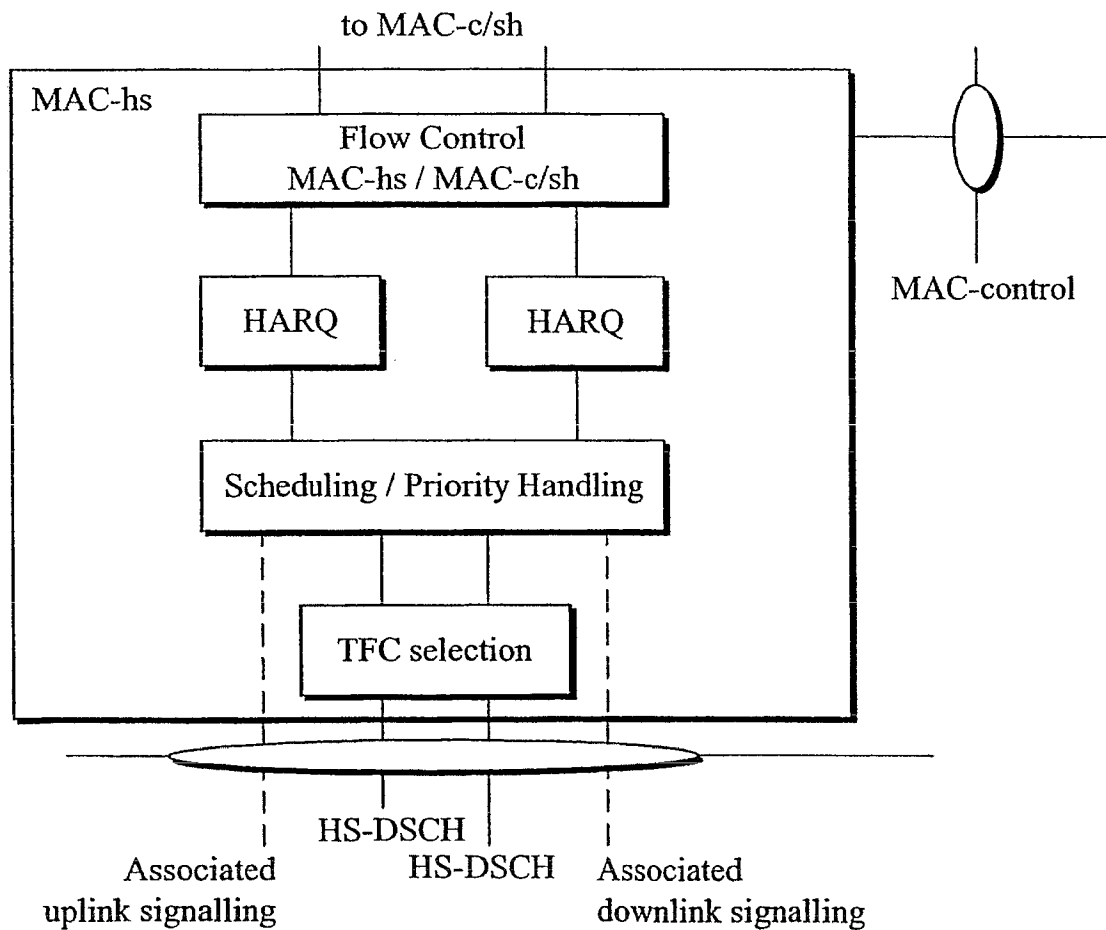 to MAC-c/sh
MAC-hs
Flow Control
MAC-hs / MAC-c/sh
MAC-control
HARQ
HARQ
Scheduling / Priority Handling
TFC selection
HS-DSCH
HS-DSCH
Associated
uplink signalling
Associated
downlink signalling